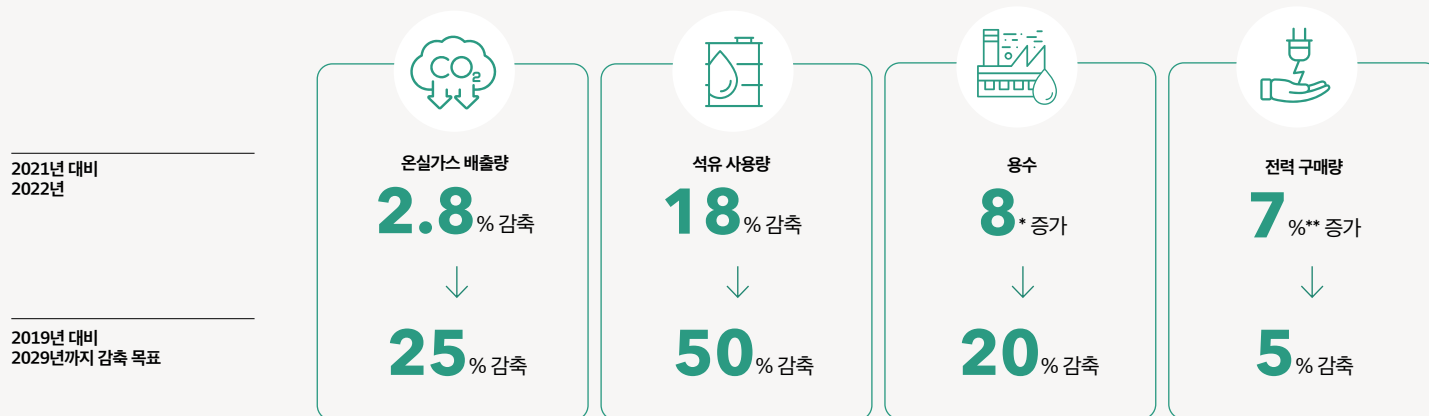 CO₂
2021년 대비
2022년
온실가스 배출량
2.8% 감축
석유 사용량
18% 감축
용수
8* 증가
전력 구매량
7%** 증가
2019년 대비
2029년까지 감축 목표
25% 감축
50% 감축
20% 감축
5% 감축